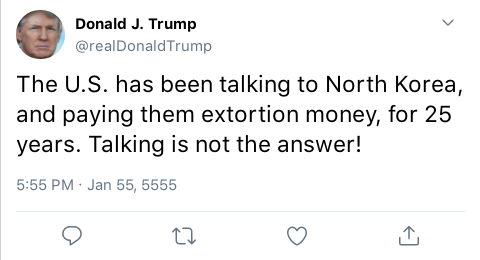 Donald J. Trump
@realDonaldTrump
The U.S. has been talking to North Korea,
and paying them extortion money, for 25
years. Talking is not the answer!
5:55 PM · Jan 55, 5555